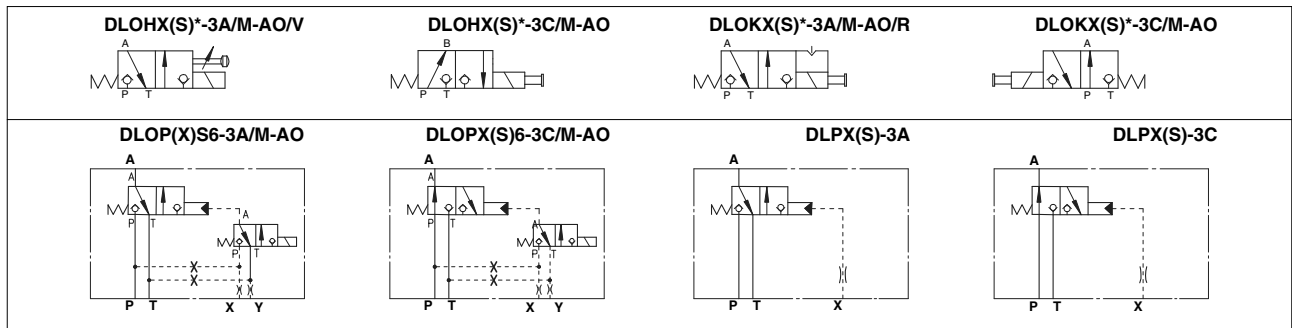 DLOHX(S)*-3A/M-AO/V DLOHX(S)*-3C/M-AO DLOKX(S)*-3A/M-AO/R DLOKX(S)*-3C/M-AO
A B A A
P T P T P T P T
DLOP(X)S6-3A/M-AO DLOPX(S)6-3C/M-AO DLPX(S)-3A DLPX(S)-3C
A A A A
A A
P T A P T A
P T P T
X X
X X
P T X Y P T X Y P T X P T X